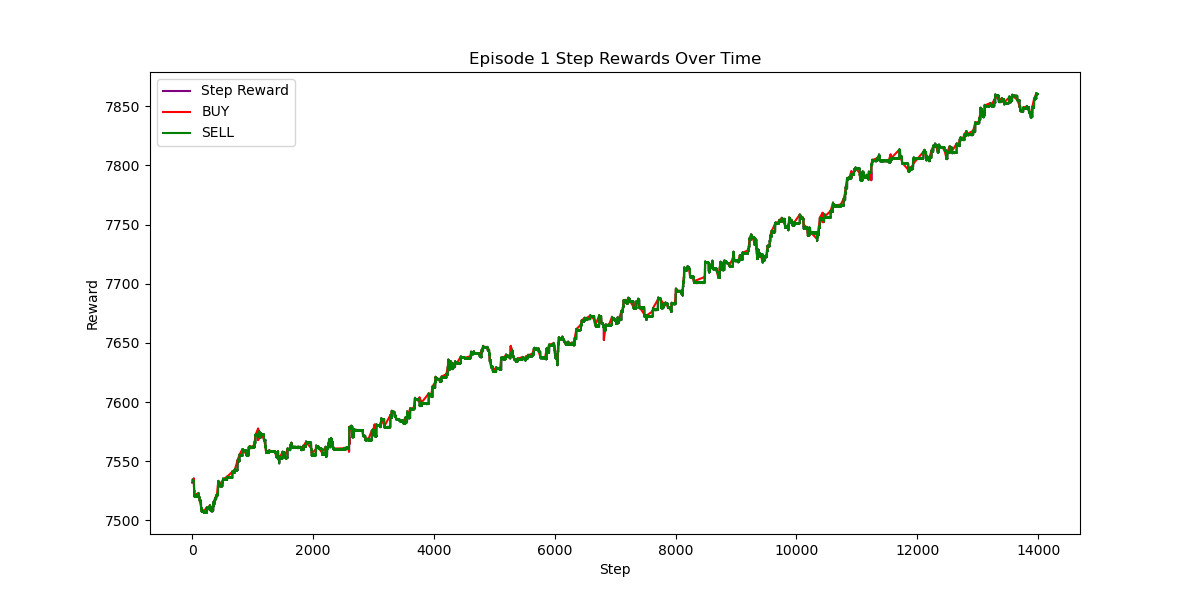 Episode 1 Step Rewards Over Time
Step Reward
BUY
SELL
Reward
7850
7800
7750
7700
7650
7600
7550
7500
0 2000 4000 6000 8000 10000 12000 14000
Step